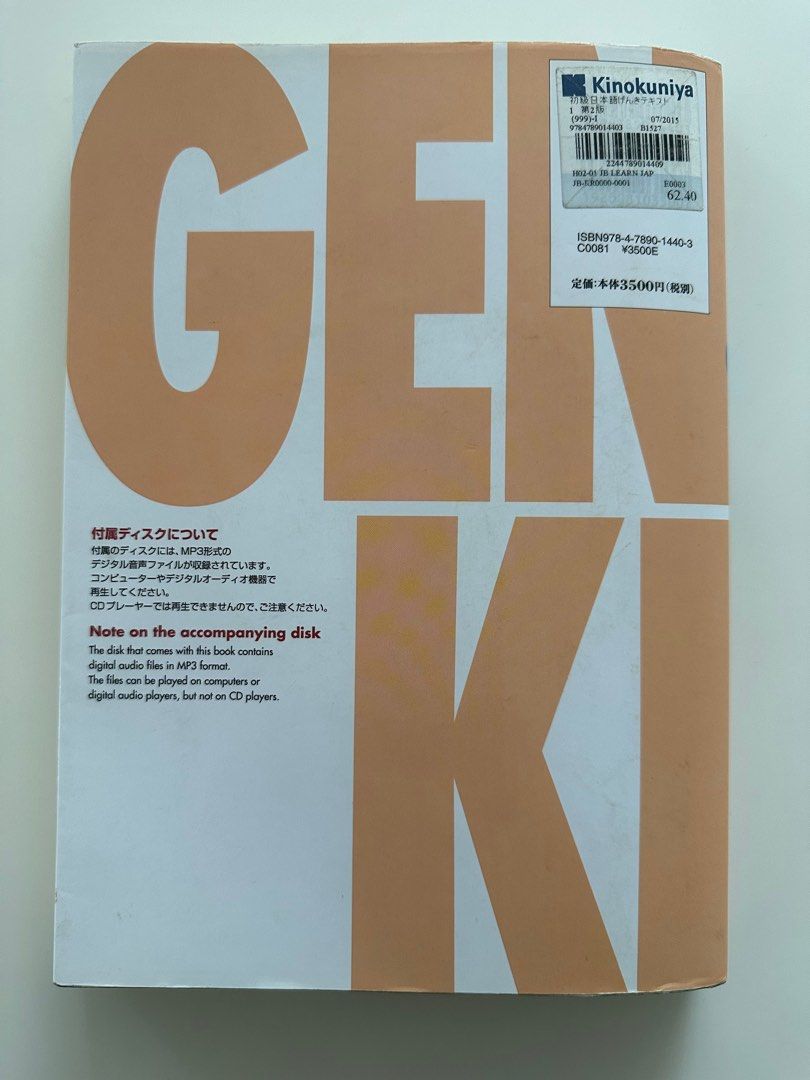 GEN
KI
Kinokuniya
初級日本語げんきテキスト
1 第2版
(999)-I 07/2015
9784789014403 B1527
2244789014409
H02-01 JB LEARN JAP
JB-ER0000-0001 E0003
62.40
ISBN978-4-7890-1440-3
C0081 ¥3500E
定価:本体3500円(税別)
付属ディスクについて
付属のディスクには、MP3形式の
デジタル音声ファイルが収録されています。
コンピューターやデジタルオーディオ機器で
再生してください。
CDプレーヤーでは再生できませんので、ご注意ください。
Note on the accompanying disk
The disk that comes with this book contains
digital audio files in MP3 format.
The files can be played on computers or
digital audio players, but not on CD players.